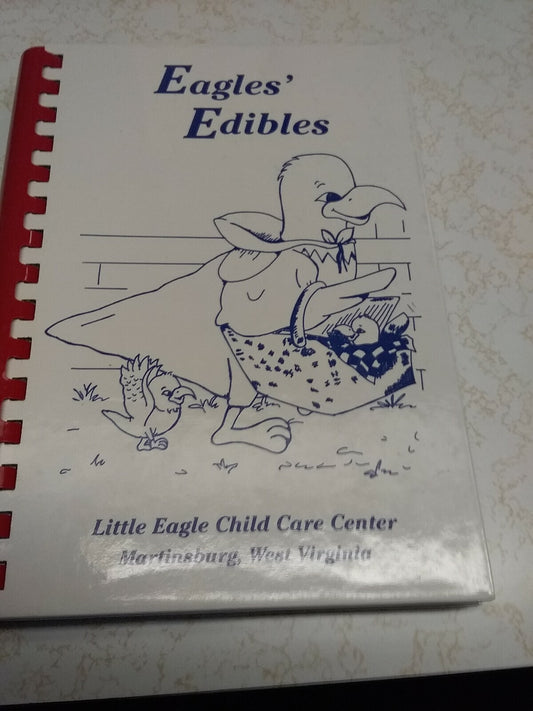 Eagles'
Edibles
Little Eagle Child Care Center
Martinsburg, West Virginia